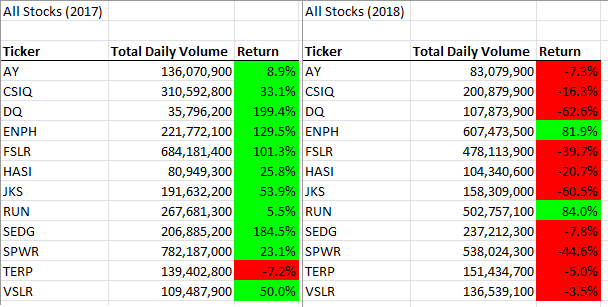 All Stocks (2017) All Stocks (2018)
Ticker Total Daily Volume Return Ticker Total Daily Volume Return
AY 136,070,900 8.9% AY 83,079,900 -7.3%
CSIQ 310,592,800 33.1% CSIQ 200,879,900 -16.3%
DQ 35,796,200 199.4% DQ 107,873,900 -62.6%
ENPH 221,772,100 129.5% ENPH 607,473,500 81.9%
FSLR 684,181,400 101.3% FSLR 478,113,900 -39.7%
HASI 80,949,300 25.8% HASI 104,340,600 -20.7%
JKS 191,632,200 53.9% JKS 158,309,000 -60.5%
RUN 267,681,300 5.5% RUN 502,757,100 84.0%
SEDG 206,885,200 184.5% SEDG 237,212,300 -7.8%
SPWR 782,187,000 23.1% SPWR 538,024,300 -44.6%
TERP 139,402,800 -7.2% TERP 151,434,700 -5.0%
VSLR 109,487,900 50.0% VSLR 136,539,100 -3.5%